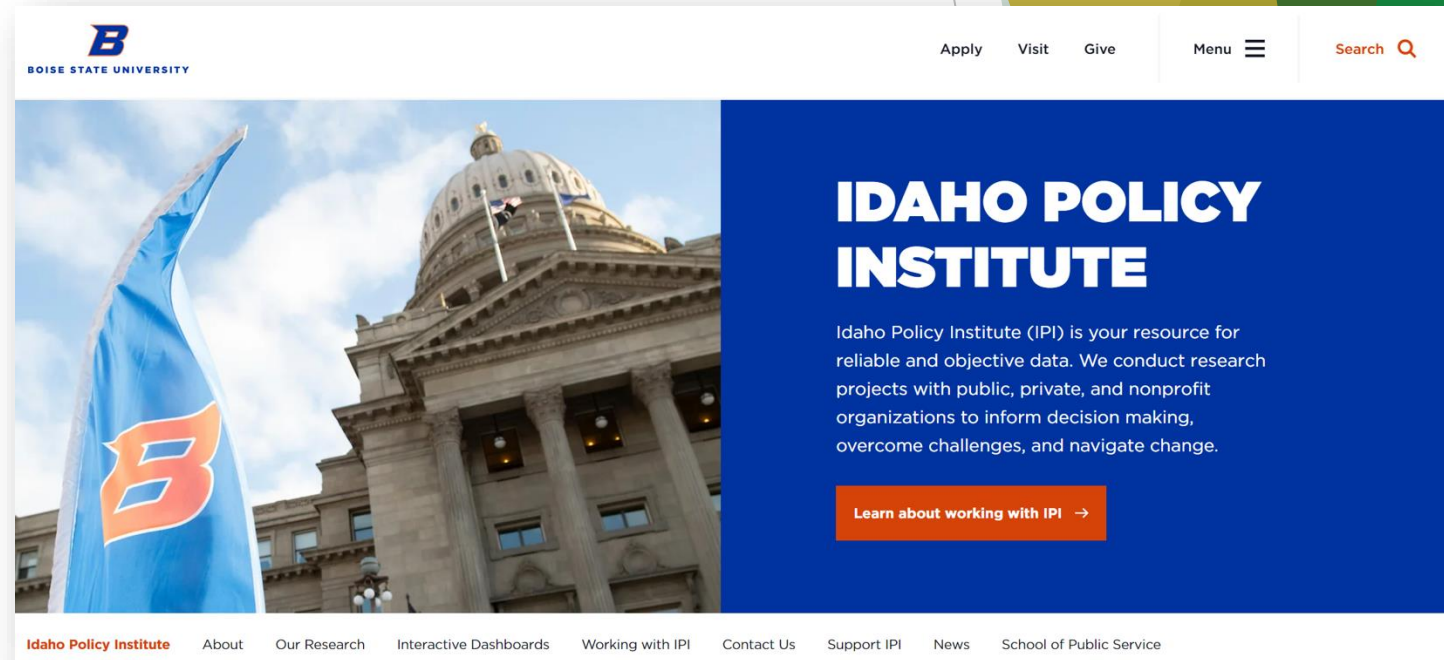 B
BOISE STATE UNIVERSITY
Apply Visit Give Menu Search
IDAHO POLICY
INSTITUTE
Idaho Policy Institute (IPI) is your resource for
reliable and objective data. We conduct research
projects with public, private, and nonprofit
organizations to inform decision making,
overcome challenges, and navigate change.
Learn about working with IPI →
B
Idaho Policy Institute About Our Research Interactive Dashboards Working with IPI Contact Us Support IPI News School of Public Service